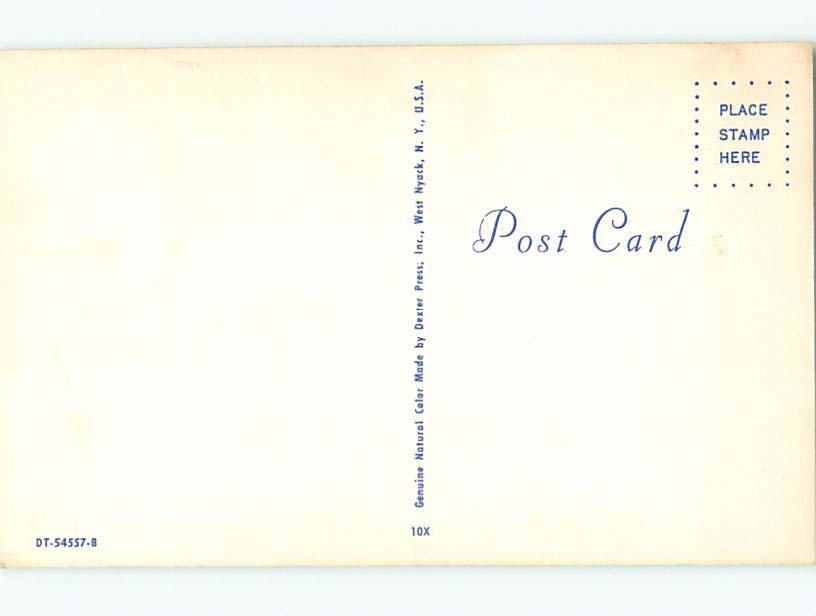 PLACE
STAMP
HERE
Post Card
Genuine Natural Color Made by Dexter Press, Inc., West Nyack, N. Y., U.S.A.
10X
DT-54557-B